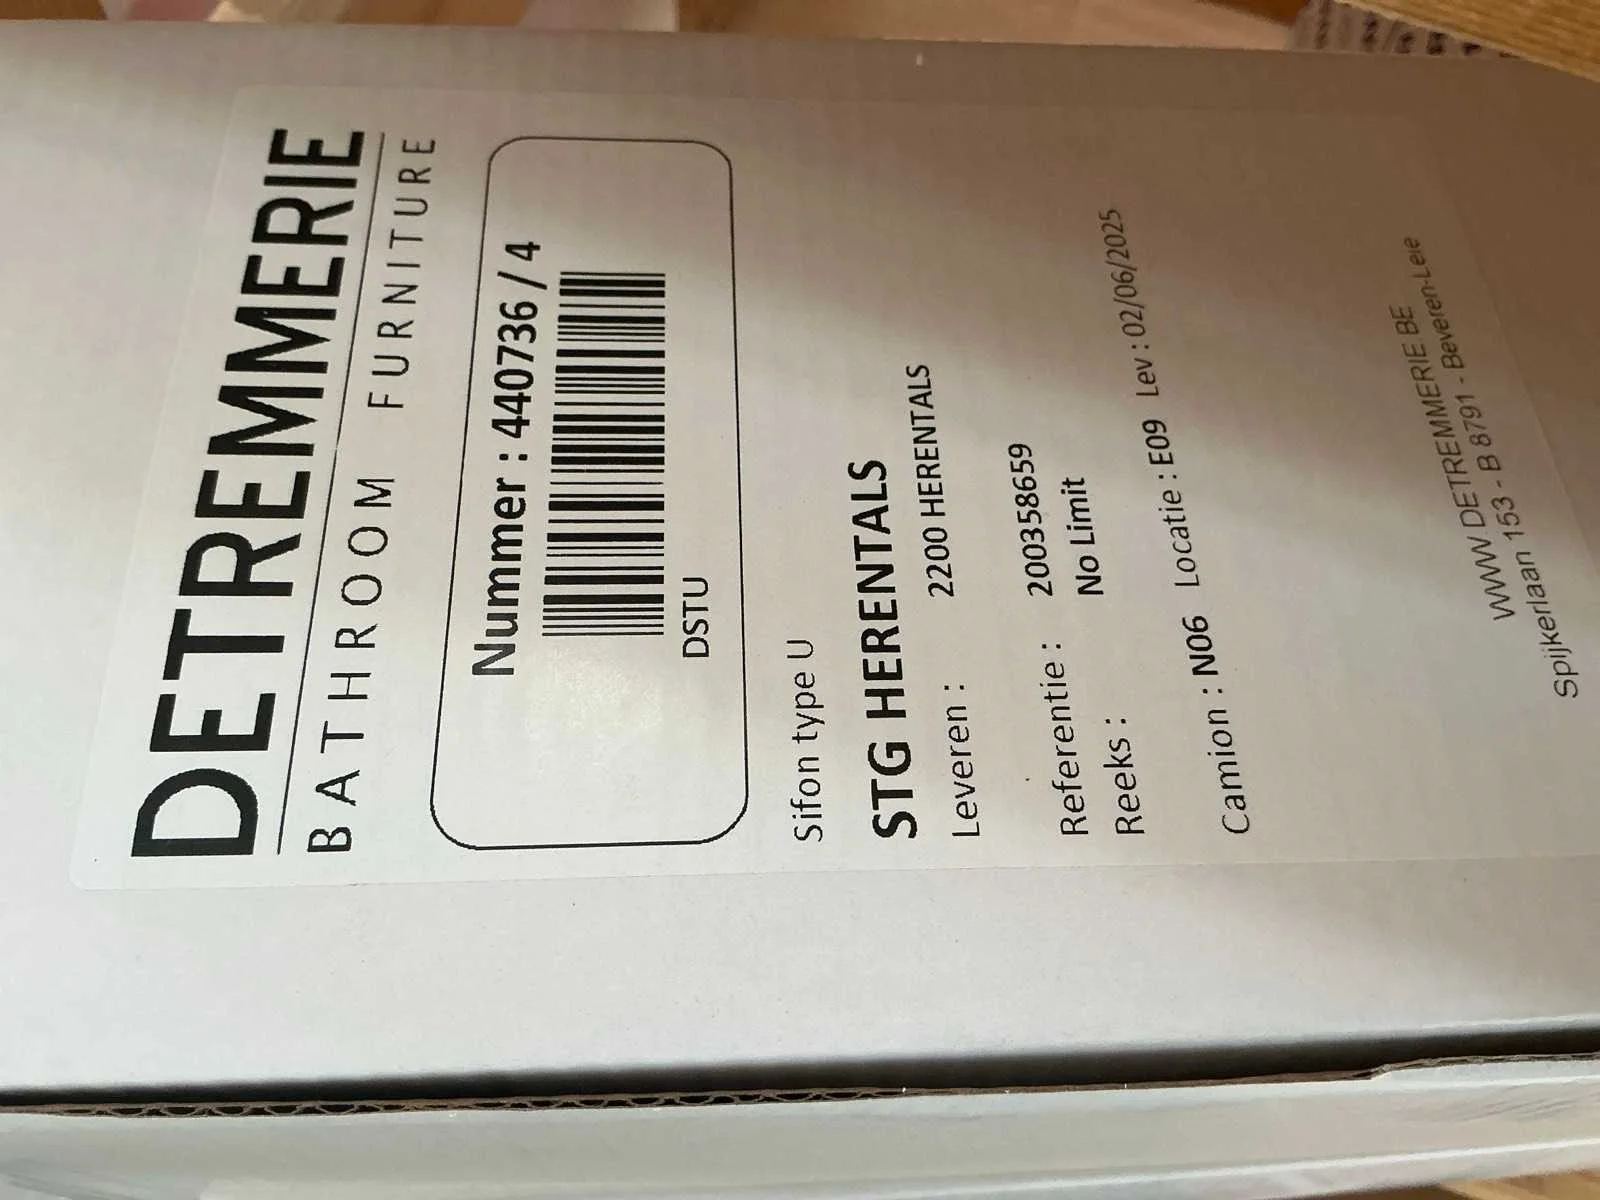 DETREMMERIE
BATHROOM FURNITURE
Nummer : 440736 / 4
DSTU
Sifon type U
STG HERENTALS
Leveren : 2200 HERENTALS
Referentie : 200358659
Reeks : No Limit
Camion : N06 Locatie : E09 Lev : 02/06/2025
WWW.DETREMMERIE.BE
Spijkerlaan 153 - B 8791 - Beveren-Leie